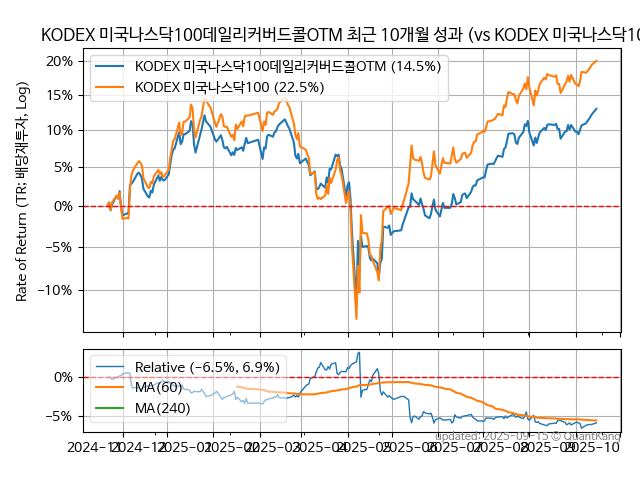 KODEX 미국나스닥100데일리커버드콜OTM 최근 10개월 성과 (vs KODEX 미국나스닥10
KODEX 미국나스닥100데일리커버드콜OTM (14.5%)
KODEX 미국나스닥100 (22.5%)
Rate of Return (TR: 배당재투자, Log)
20%
15%
10%
5%
0%
−5%
−10%
Relative (−6.5%, 6.9%)
MA(60)
MA(240)
0%
−5%
updated: 2025-09-15 © QuantKang
2024-11
2024-12
2025-01
2025-02
2025-03
2025-04
2025-05
2025-06
2025-07
2025-08
2025-09
2025-10